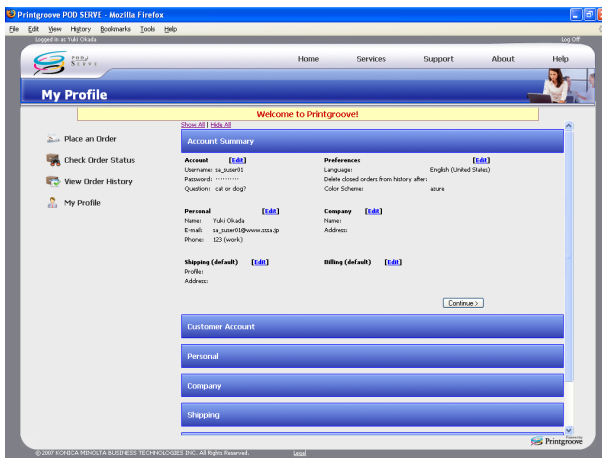 Printgroove POD SERVE - Mozilla Firefox
File Edit View History Bookmarks Tools Help
Logged in as Yuki Okada Log Off
POD SERVE Home Services Support About Help
My Profile
Welcome to Printgroove!
Show All | Hide All
Place an Order
Check Order Status
View Order History
My Profile
Account Summary
Account [Edit] Preferences [Edit]
Username: sa_suser01 Language: English (United States)
Password: ·········· Delete closed orders from history after:
Question: cat or dog? Color Scheme: azure
Personal [Edit] Company [Edit]
Name: Yuki Okada Name:
E-mail: sa_suser01@www.sssa.jp Address:
Phone: 123 (work)
Shipping (default) [Edit] Billing (default) [Edit]
Profile:
Address:
Continue >
Customer Account
Personal
Company
Shipping
Powered by
Printgroove
© 2007 KONICA MINOLTA BUSINESS TECHNOLOGIES INC. All Rights Reserved. Legal